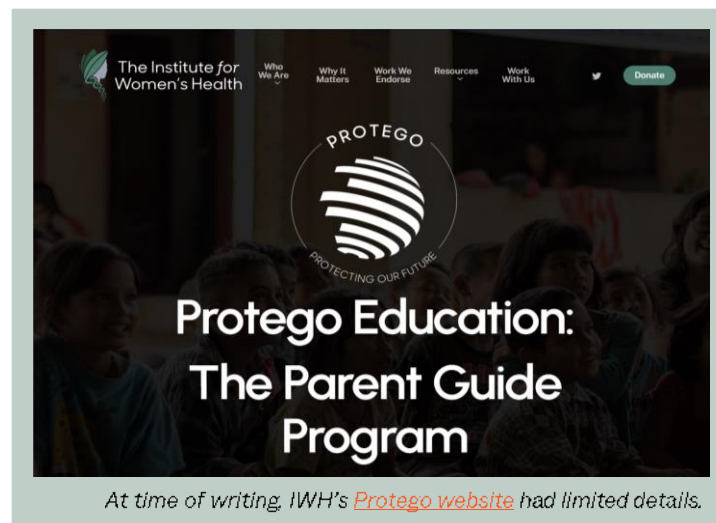 The Institute for
Women's Health
Who
We Are
Why It
Matters
Work We
Endorse
Resources
Work
With Us
Donate
PROTEGO
PROTECTING OUR FUTURE
Protego Education:
The Parent Guide
Program
At time of writing, IWH's Protego website had limited details.